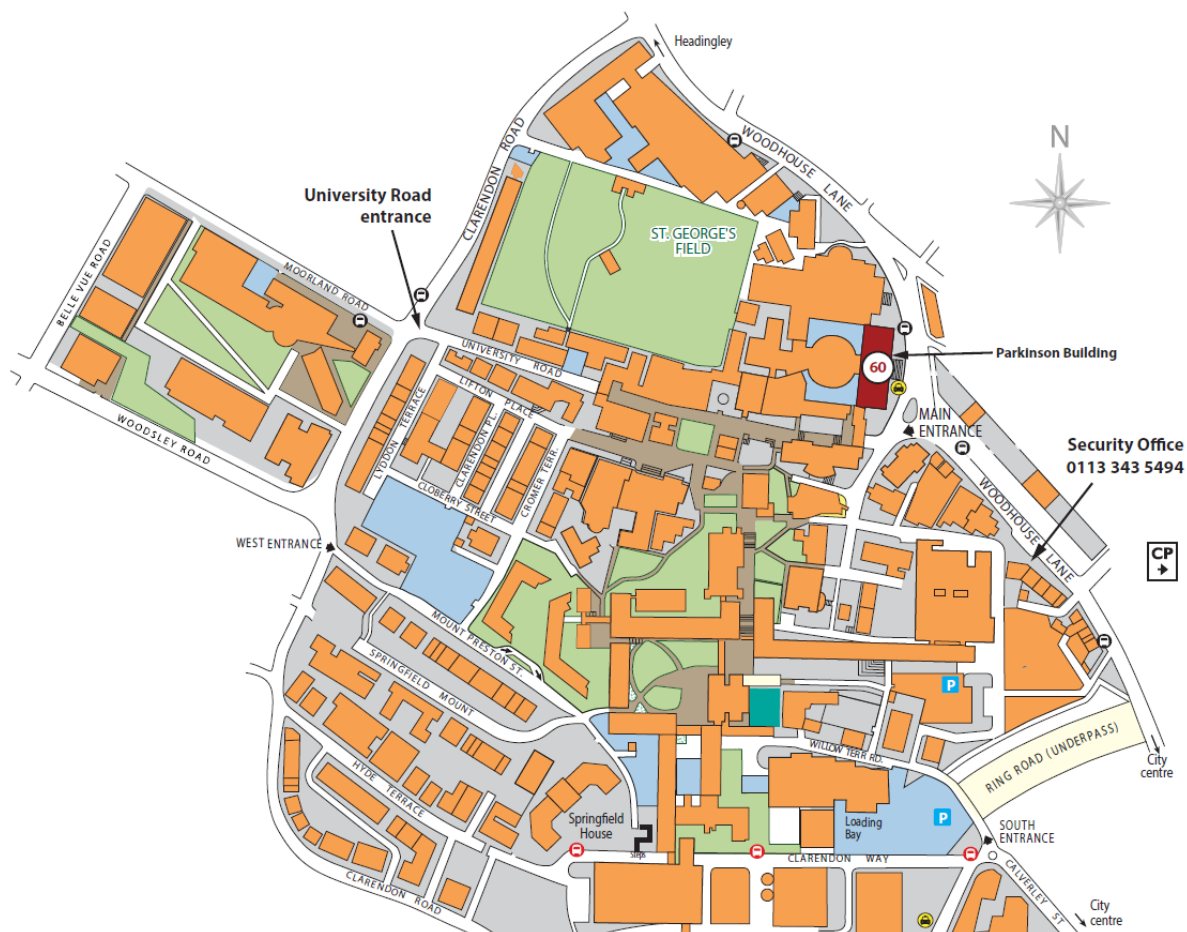 Headingley
WOODHOUSE LANE
CLARENDON ROAD
N
University Road
entrance
ST. GEORGE'S
FIELD
MOORLAND ROAD
BELLE VUE ROAD
UNIVERSITY ROAD
Parkinson Building
60
LIFTON PLACE
MAIN
ENTRANCE
Security Office
0113 343 5494
WOODSLEY ROAD
LYDDON TERRACE
CLARENDON PL.
CROMER TERR.
CLOBERRY STREET
WOODHOUSE LANE
WEST ENTRANCE
CP
MOUNT PRESTON ST.
SPRINGFIELD MOUNT
P
RING ROAD (UNDERPASS)
WILLOW TERR RD.
City
centre
HYDE TERRACE
Springfield
House
Steps
Loading
Bay
P
SOUTH
ENTRANCE
CLARENDON WAY
CALVERLEY ST
CLARENDON ROAD
City
centre